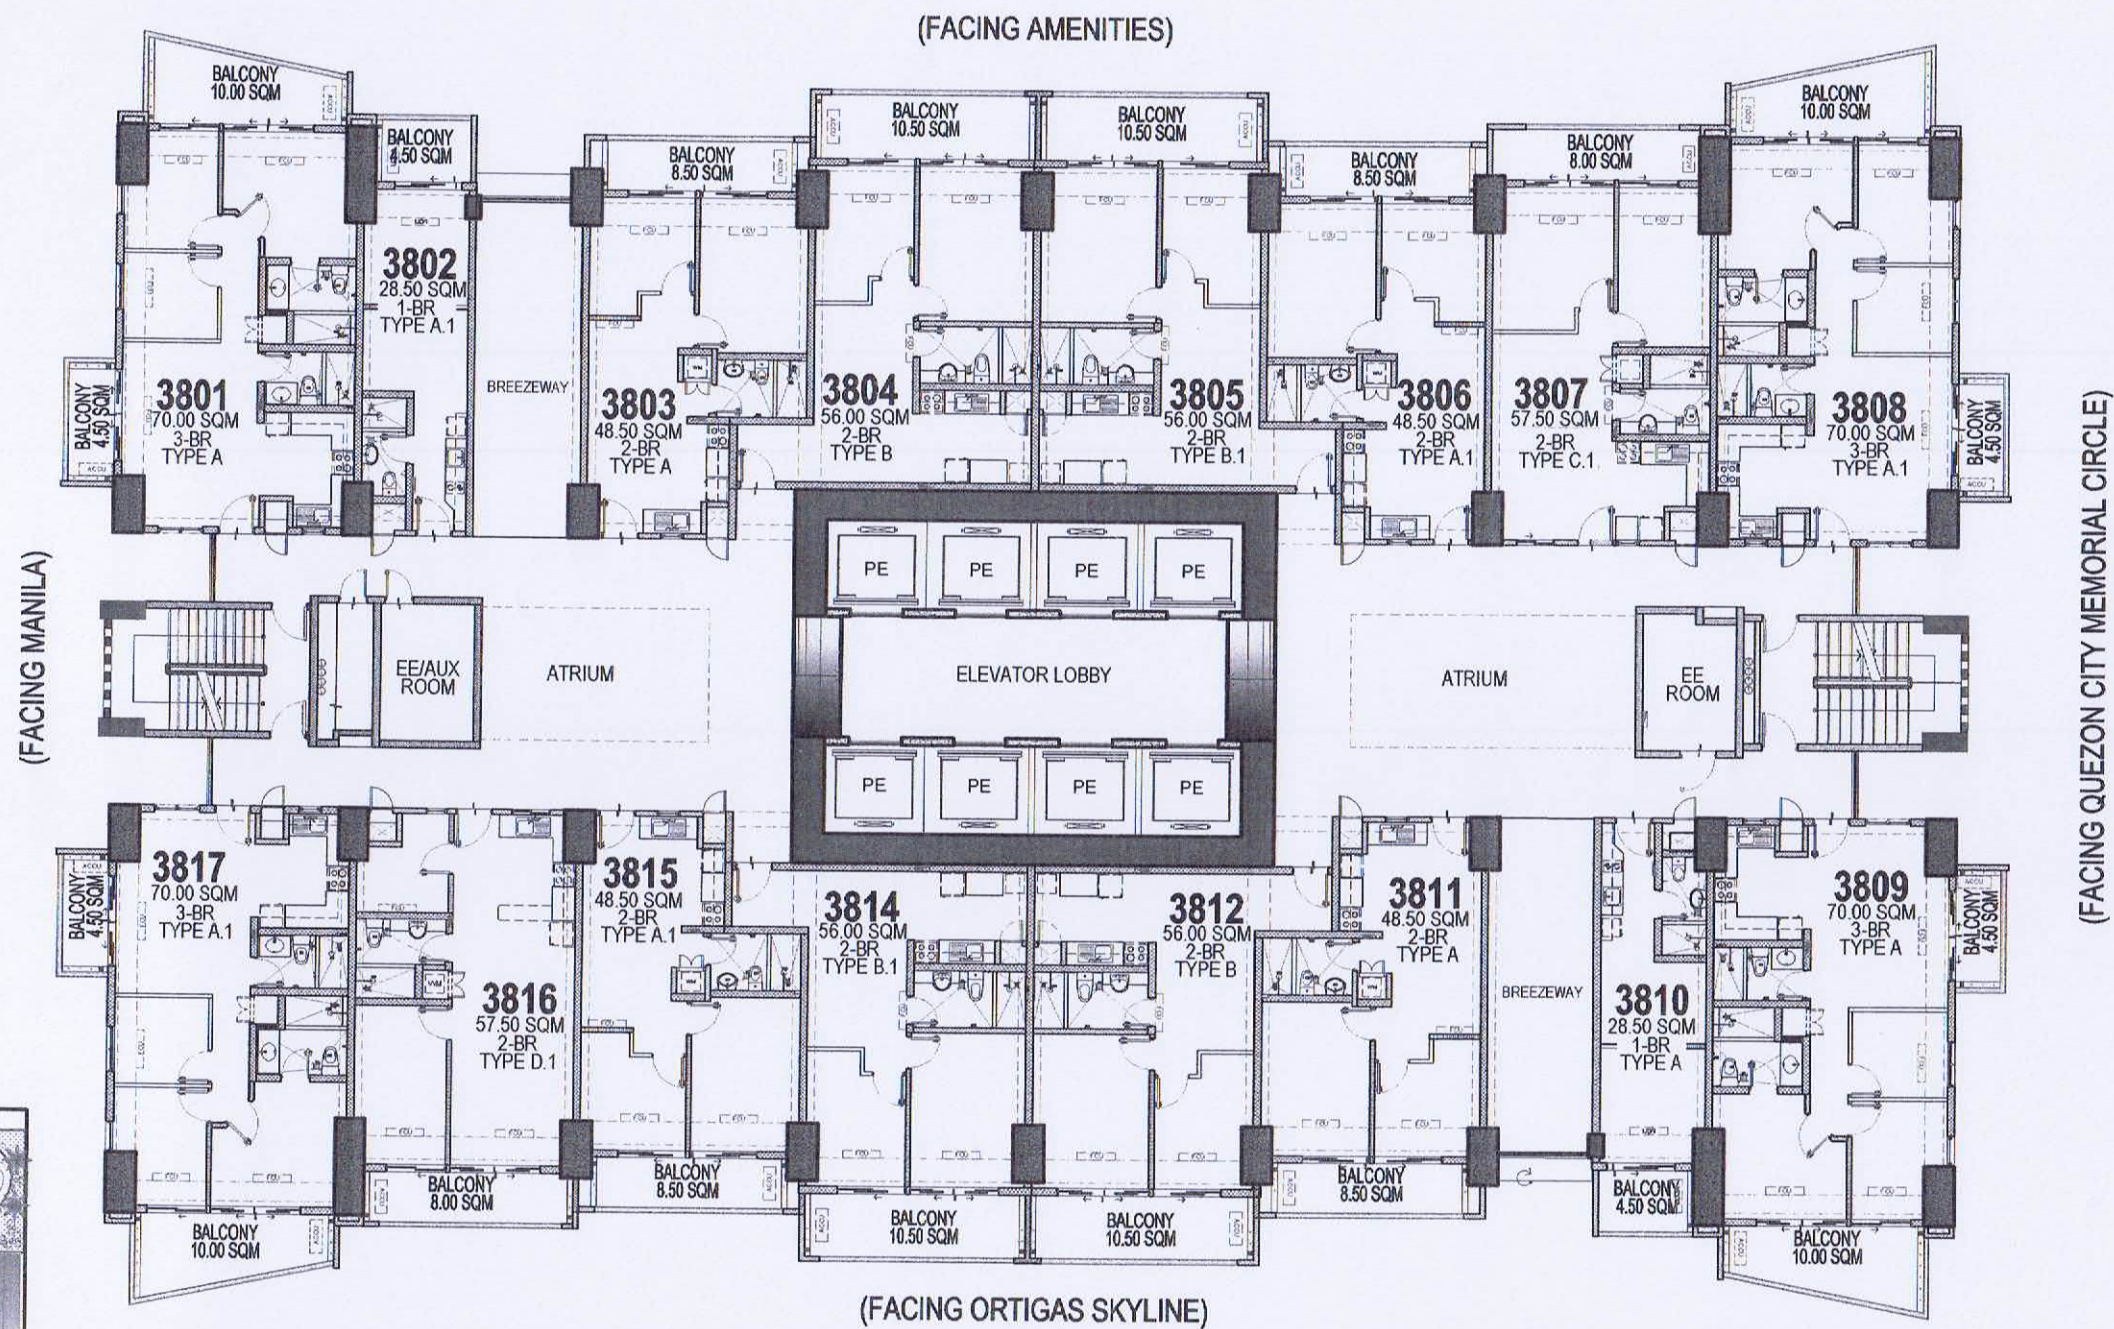 (FACING AMENITIES)
BALCONY
10.00 SQM
BALCONY
4.50 SQM
BALCONY
8.50 SQM
BALCONY
10.50 SQM
BALCONY
10.50 SQM
BALCONY
8.50 SQM
BALCONY
8.00 SQM
BALCONY
10.00 SQM
3801
70.00 SQM
3-BR
TYPE A
BALCONY
4.50 SQM
3802
28.50 SQM
1-BR
TYPE A.1
BREEZEWAY
3803
48.50 SQM
2-BR
TYPE A
3804
56.00 SQM
2-BR
TYPE B
3805
56.00 SQM
2-BR
TYPE B.1
3806
48.50 SQM
2-BR
TYPE A.1
3807
57.50 SQM
2-BR
TYPE C.1
3808
70.00 SQM
3-BR
TYPE A.1
BALCONY
4.50 SQM
(FACING MANILA)
(FACING QUEZON CITY MEMORIAL CIRCLE)
PE
PE
PE
PE
EE/AUX
ROOM
ATRIUM
ELEVATOR LOBBY
ATRIUM
EE
ROOM
PE
PE
PE
PE
3817
70.00 SQM
3-BR
TYPE A.1
BALCONY
4.50 SQM
3816
57.50 SQM
2-BR
TYPE D.1
3815
48.50 SQM
2-BR
TYPE A.1
3814
56.00 SQM
2-BR
TYPE B.1
3812
56.00 SQM
2-BR
TYPE B
3811
48.50 SQM
2-BR
TYPE A
BREEZEWAY
3810
28.50 SQM
1-BR
TYPE A
3809
70.00 SQM
3-BR
TYPE A
BALCONY
4.50 SQM
BALCONY
10.00 SQM
BALCONY
8.00 SQM
BALCONY
8.50 SQM
BALCONY
10.50 SQM
BALCONY
10.50 SQM
BALCONY
8.50 SQM
BALCONY
4.50 SQM
BALCONY
10.00 SQM
(FACING ORTIGAS SKYLINE)